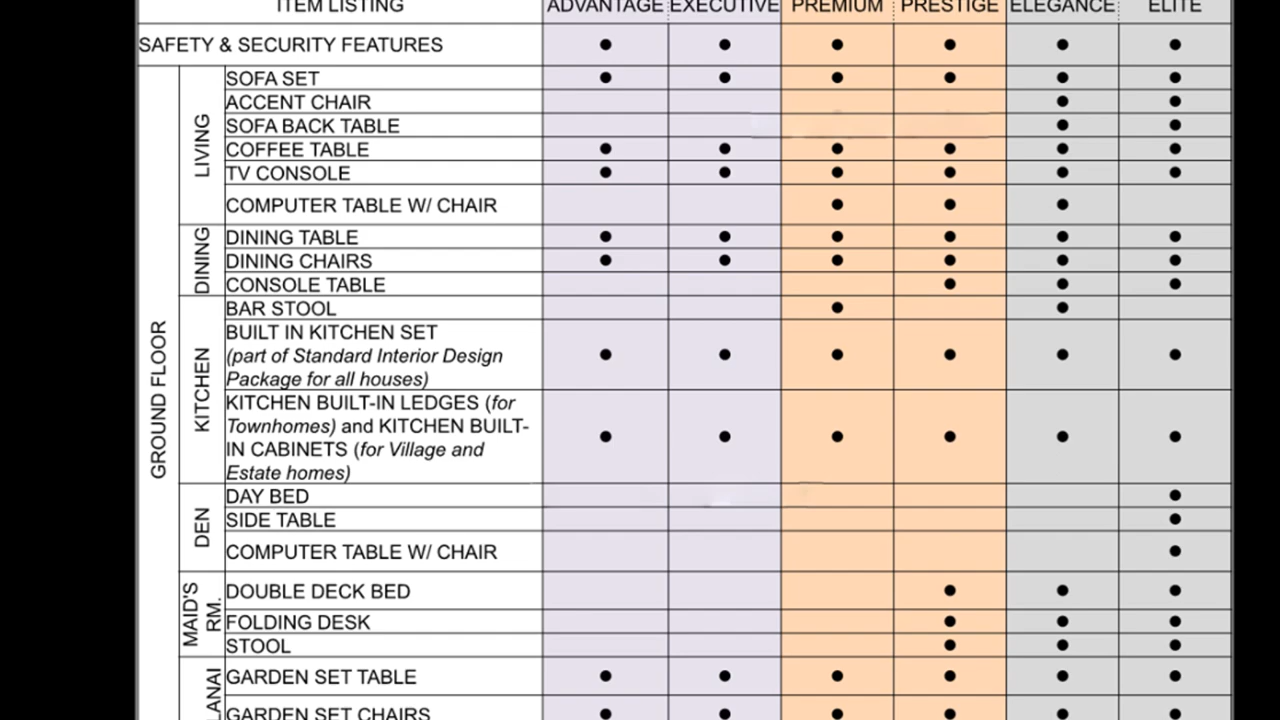 ITEM LISTING ADVANTAGE EXECUTIVE PREMIUM PRESTIGE ELEGANCE ELITE
SAFETY & SECURITY FEATURES ● ● ● ● ● ●
GROUND FLOOR
LIVING
SOFA SET ● ● ● ● ● ●
ACCENT CHAIR ● ●
SOFA BACK TABLE ● ●
COFFEE TABLE ● ● ● ● ● ●
TV CONSOLE ● ● ● ● ● ●
COMPUTER TABLE W/ CHAIR ● ● ●
DINING
DINING TABLE ● ● ● ● ● ●
DINING CHAIRS ● ● ● ● ● ●
CONSOLE TABLE ● ● ●
KITCHEN
BAR STOOL ● ●
BUILT IN KITCHEN SET
(part of Standard Interior Design ● ● ● ● ● ●
Package for all houses)
KITCHEN BUILT-IN LEDGES (for
Townhomes) and KITCHEN BUILT- ● ● ● ● ● ●
IN CABINETS (for Village and
Estate homes)
DEN
DAY BED ●
SIDE TABLE ●
COMPUTER TABLE W/ CHAIR ●
MAID'S
RM.
DOUBLE DECK BED ● ● ●
FOLDING DESK ● ● ●
STOOL ● ● ●
LANAI
GARDEN SET TABLE ● ● ● ● ● ●
GARDEN SET CHAIRS ● ● ● ● ● ●